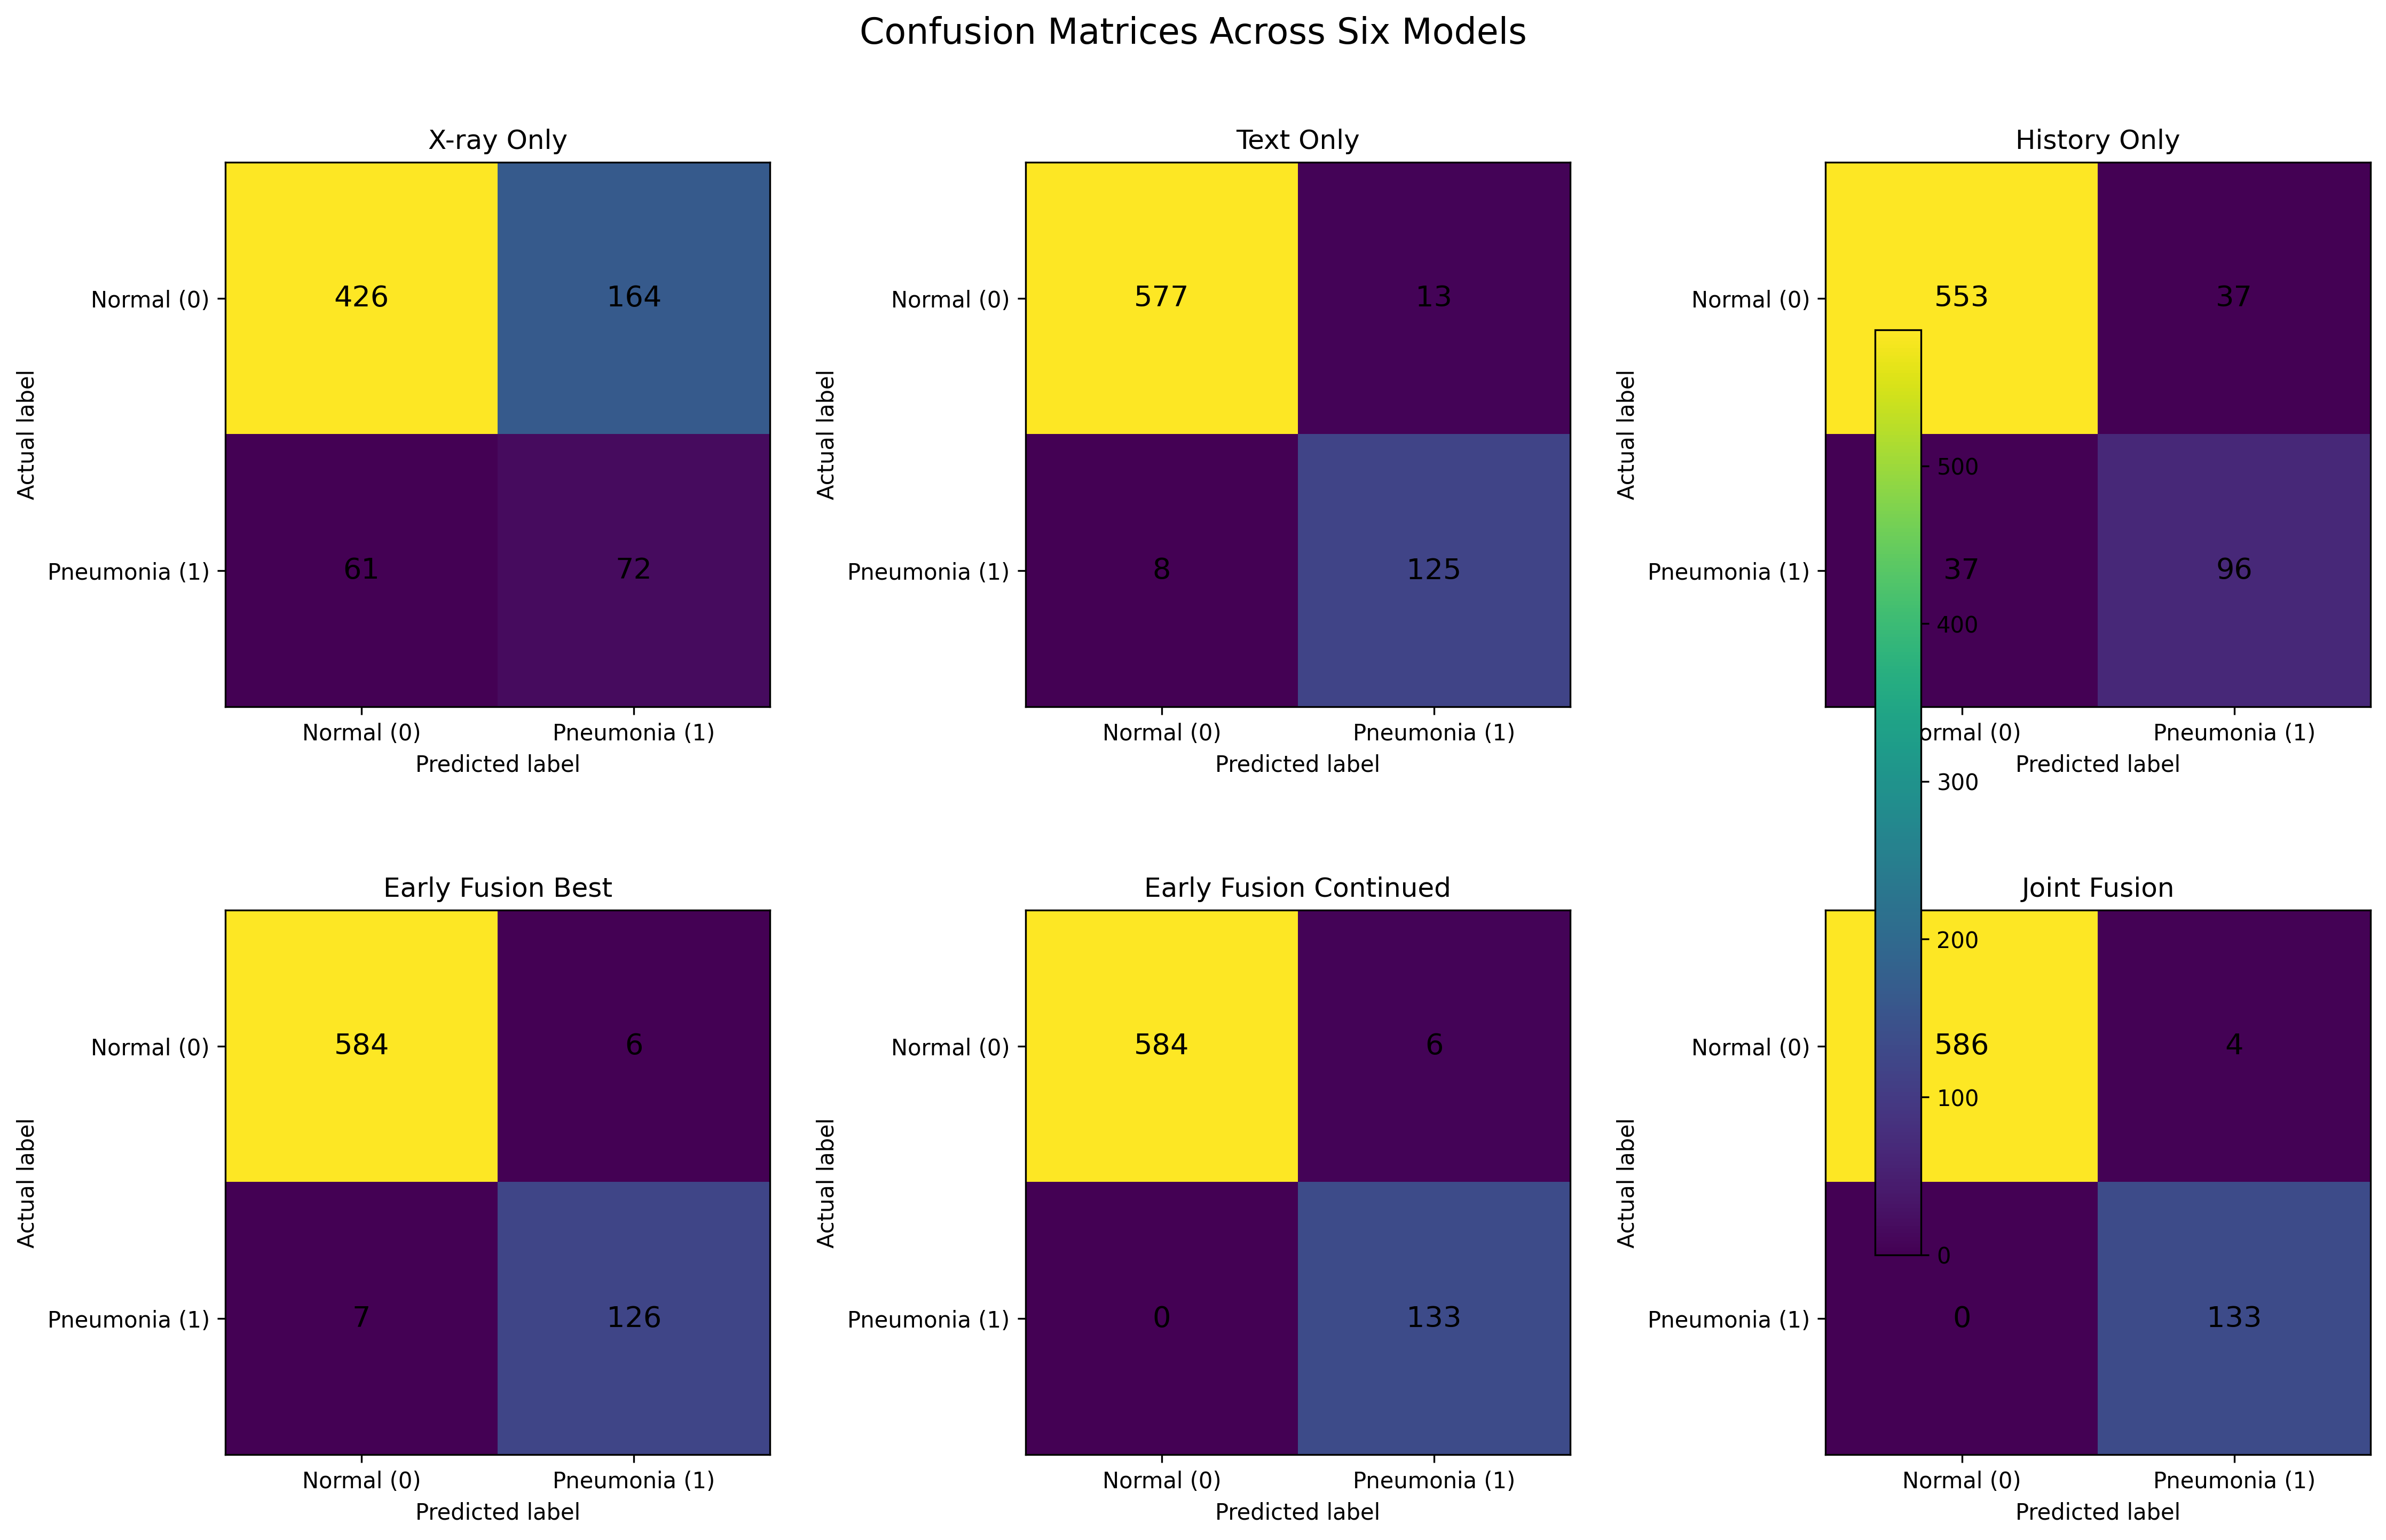 Confusion Matrices Across Six Models
X-ray Only
Actual label
Normal (0)
426
164
Pneumonia (1)
61
72
Normal (0)
Pneumonia (1)
Predicted label
Text Only
Actual label
Normal (0)
577
13
Pneumonia (1)
8
125
Normal (0)
Pneumonia (1)
Predicted label
History Only
Actual label
Normal (0)
553
37
Pneumonia (1)
37
96
ormal (0)
Pneumonia (1)
Predicted label
500
400
300
200
100
0
Early Fusion Best
Actual label
Normal (0)
584
6
Pneumonia (1)
7
126
Normal (0)
Pneumonia (1)
Predicted label
Early Fusion Continued
Actual label
Normal (0)
584
6
Pneumonia (1)
0
133
Normal (0)
Pneumonia (1)
Predicted label
Joint Fusion
Actual label
Normal (0)
586
4
Pneumonia (1)
0
133
Normal (0)
Pneumonia (1)
Predicted label